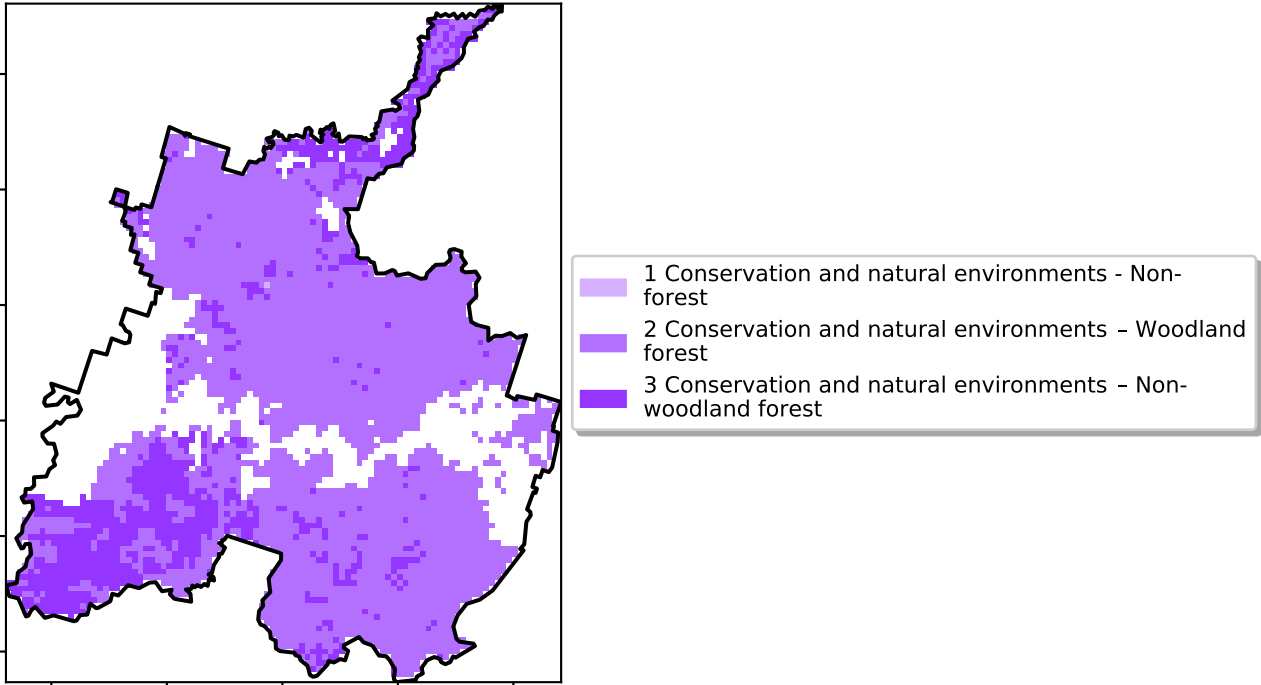 1 Conservation and natural environments - Non-
forest
2 Conservation and natural environments – Woodland
forest
3 Conservation and natural environments – Non-
woodland forest